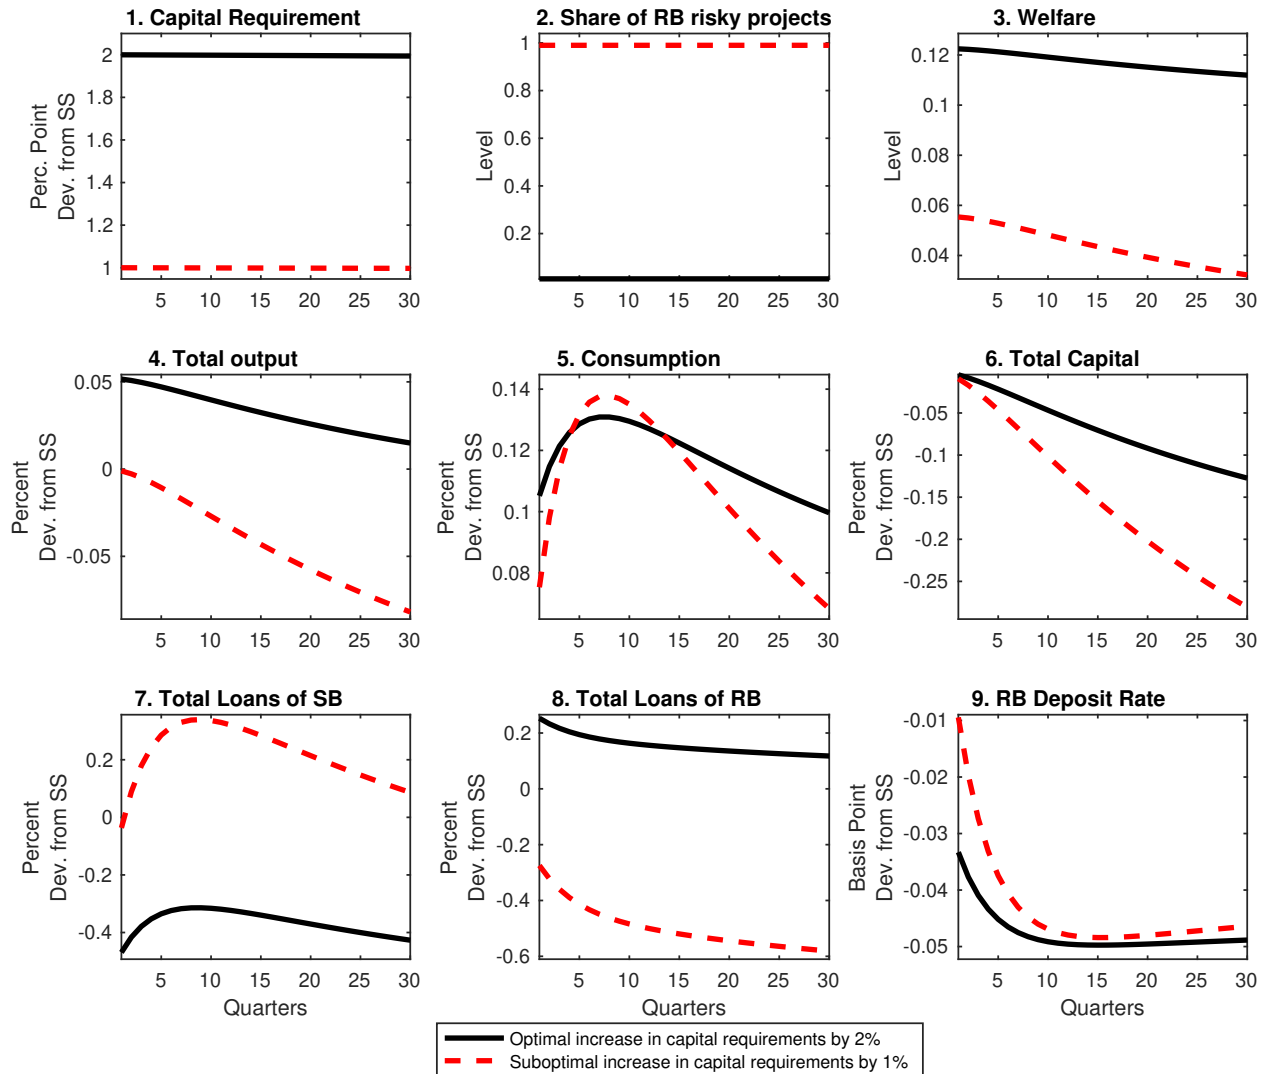 1. Capital Requirement
2. Share of RB risky projects
3. Welfare
Perc. Point
Dev. from SS
2
1.8
1.6
1.4
1.2
1
5 10 15 20 25 30
Level
1
0.8
0.6
0.4
0.2
5 10 15 20 25 30
Level
0.12
0.1
0.08
0.06
0.04
5 10 15 20 25 30
4. Total output
5. Consumption
6. Total Capital
Percent
Dev. from SS
0.05
0
-0.05
5 10 15 20 25 30
Percent
Dev. from SS
0.14
0.12
0.1
0.08
5 10 15 20 25 30
Percent
Dev. from SS
-0.05
-0.1
-0.15
-0.2
-0.25
5 10 15 20 25 30
7. Total Loans of SB
8. Total Loans of RB
9. RB Deposit Rate
Percent
Dev. from SS
0.2
0
-0.2
-0.4
5 10 15 20 25 30
Quarters
Percent
Dev. from SS
0.2
0
-0.2
-0.4
-0.6
5 10 15 20 25 30
Quarters
Basis Point
Dev. from SS
-0.01
-0.02
-0.03
-0.04
-0.05
5 10 15 20 25 30
Quarters
Optimal increase in capital requirements by 2%
Suboptimal increase in capital requirements by 1%